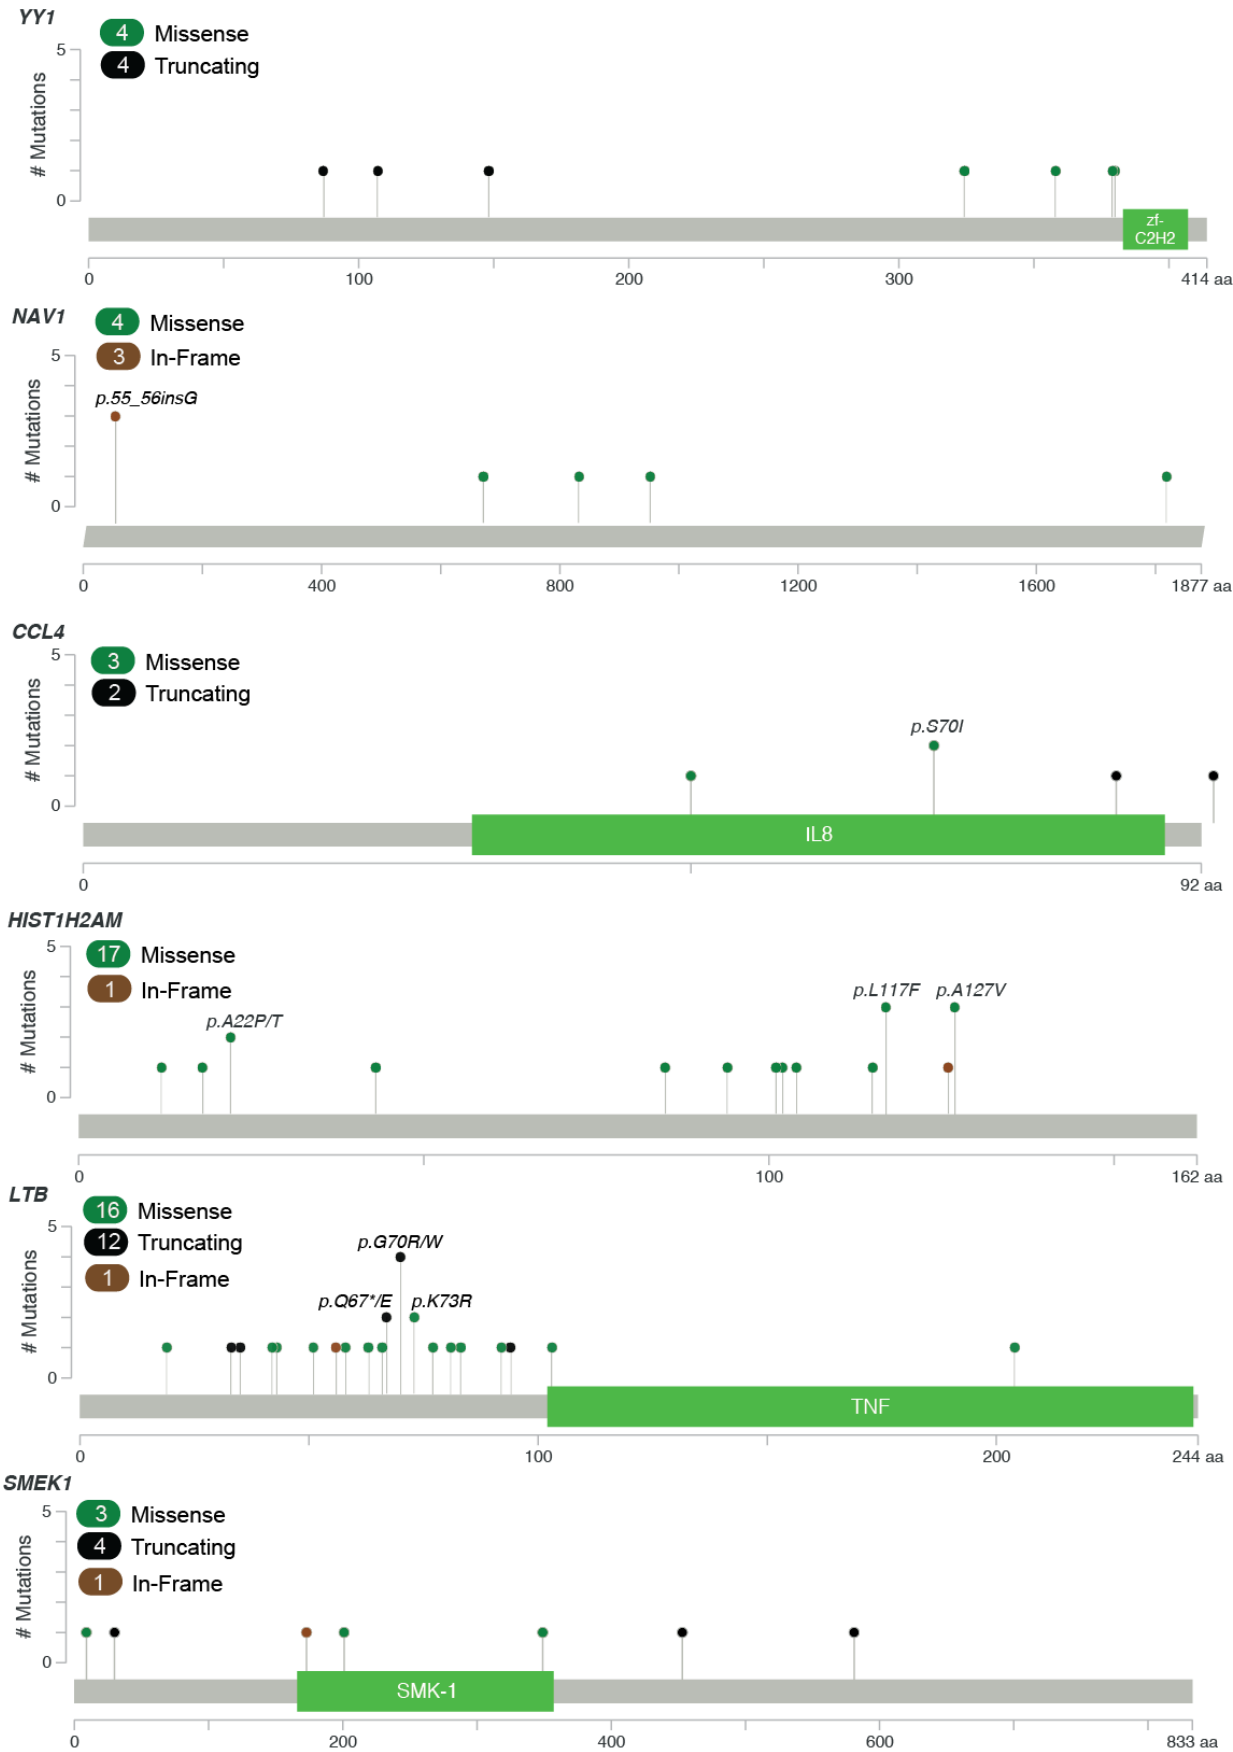 YY1
4 Missense
4 Truncating
# Mutations
5
0
zf-
C2H2
0 100 200 300 414 aa
NAV1
4 Missense
3 In-Frame
# Mutations
5
0
p.55_56insG
0 400 800 1200 1600 1877 aa
CCL4
3 Missense
2 Truncating
# Mutations
5
0
p.S70I
IL8
0 92 aa
HIST1H2AM
17 Missense
1 In-Frame
# Mutations
5
0
p.A22P/T
p.L117F p.A127V
0 100 162 aa
LTB
16 Missense
12 Truncating
1 In-Frame
# Mutations
5
0
p.G70R/W
p.Q67*/E p.K73R
TNF
0 100 200 244 aa
SMEK1
3 Missense
4 Truncating
1 In-Frame
# Mutations
5
0
SMK-1
0 200 400 600 833 aa